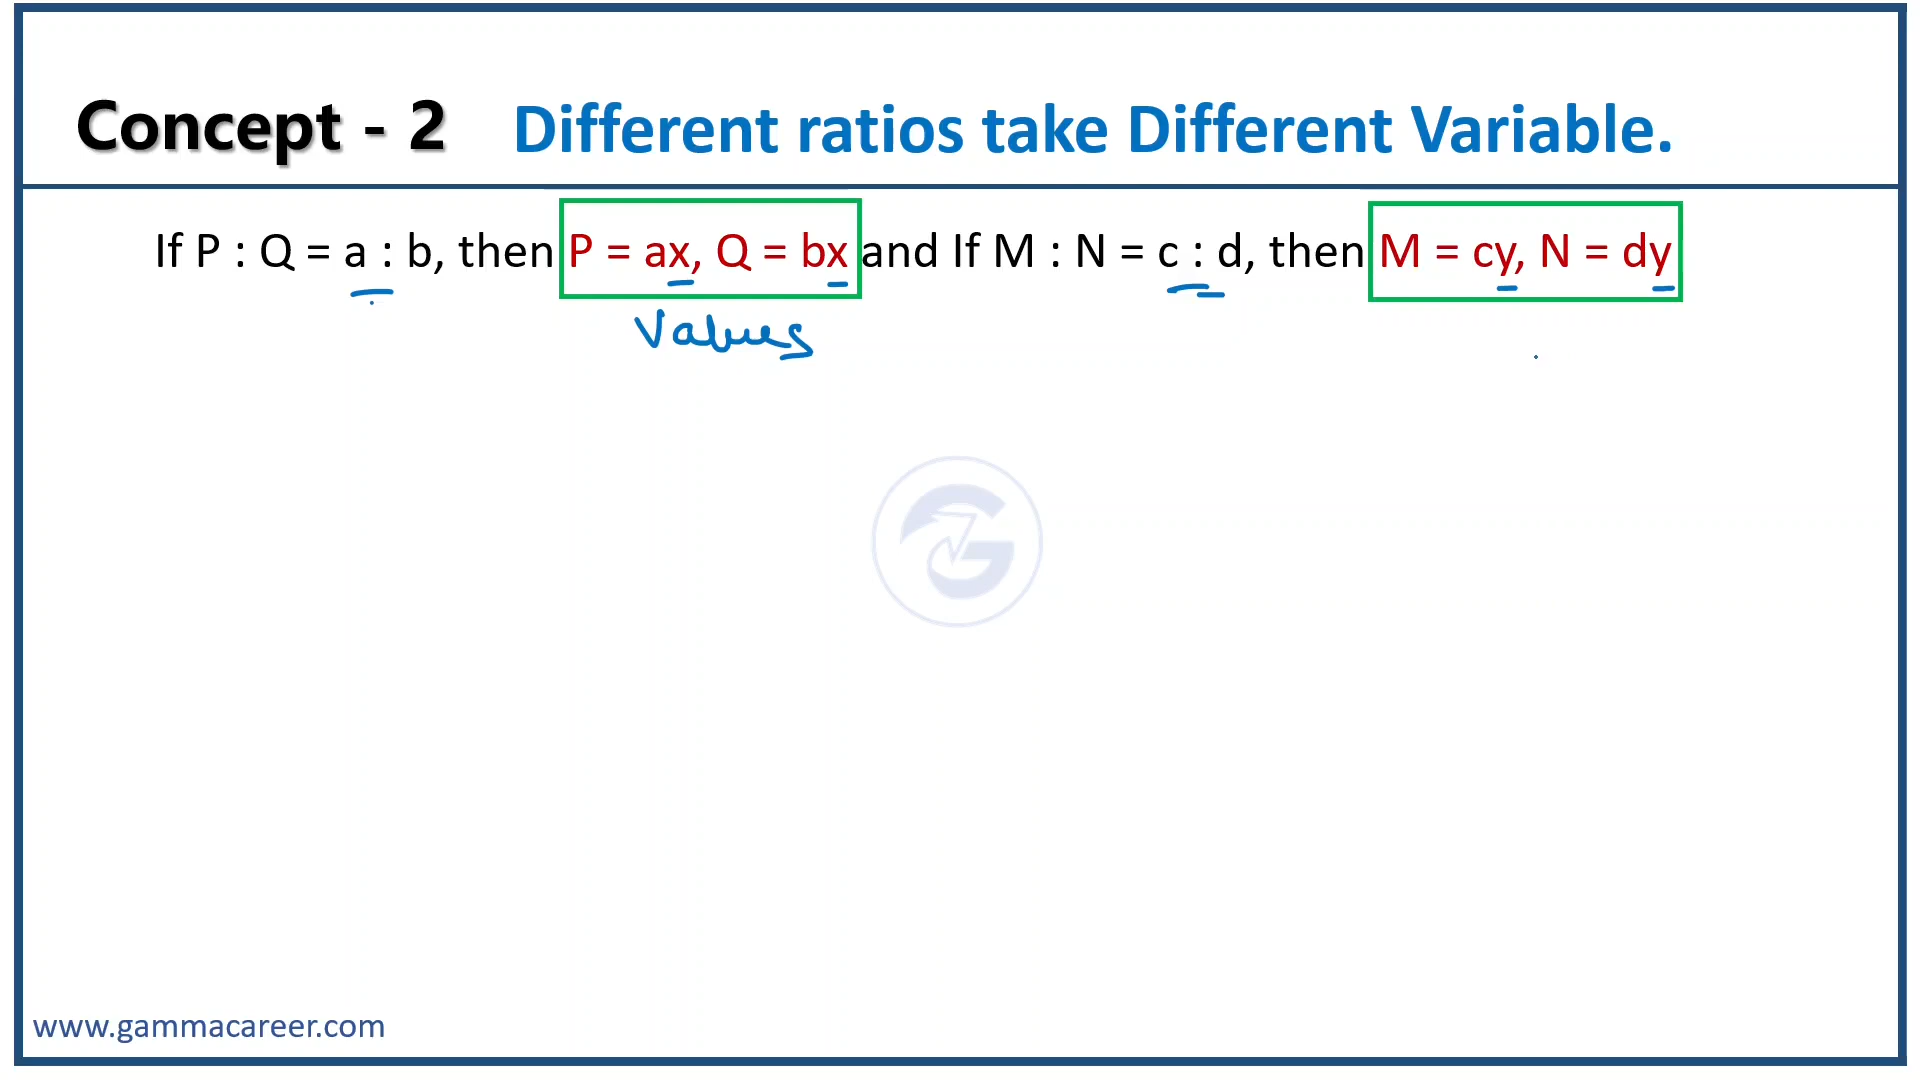 Concept - 2 Different ratios take Different Variable.
If P : Q = a : b, then P = ax, Q = bx and If M : N = c : d, then M = cy, N = dy
Values
www.gammacareer.com